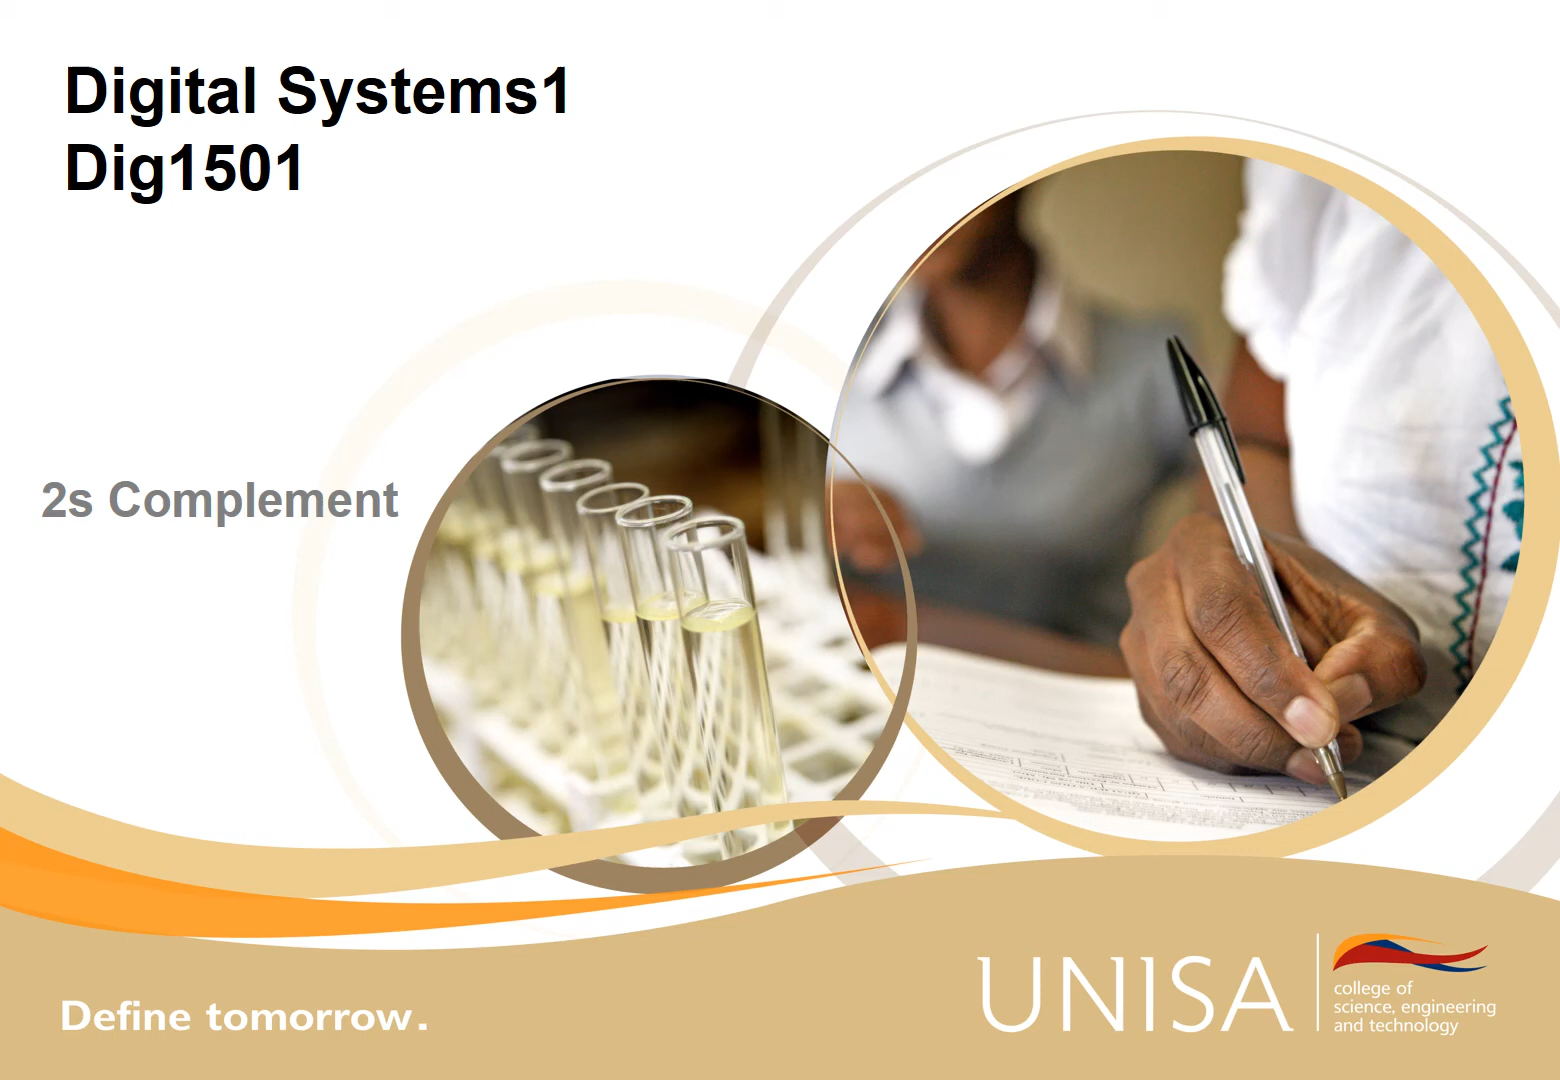 Digital Systems1
Dig1501
2s Complement
Define tomorrow.
UNISA
college of
science, engineering
and technology